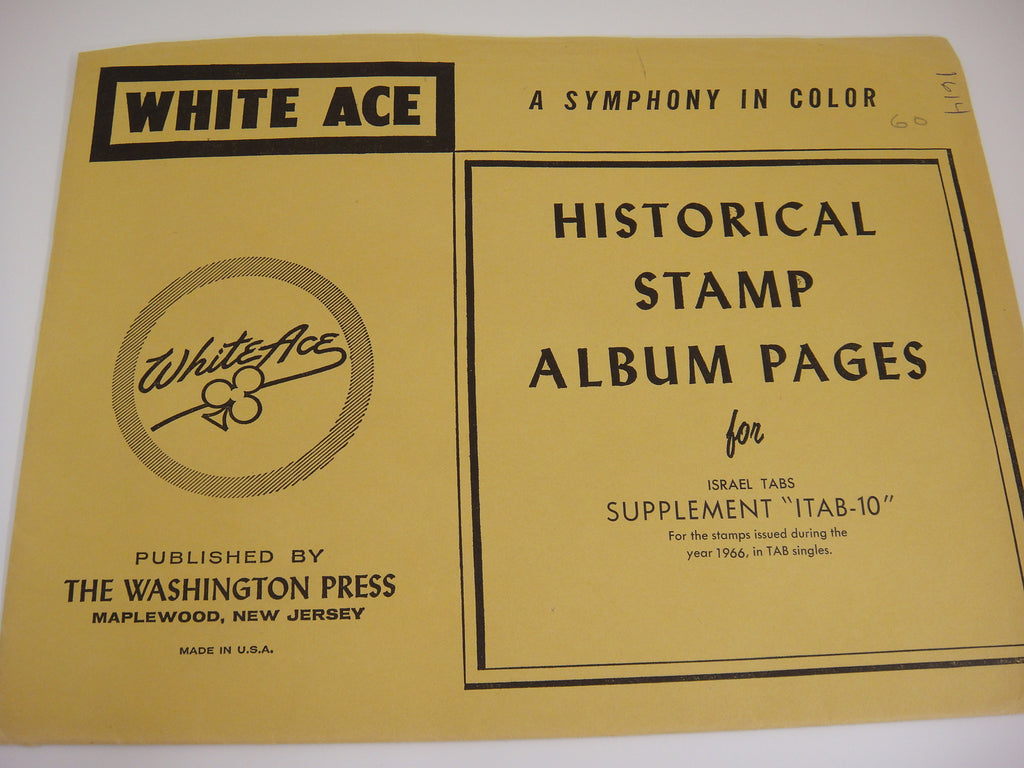 WHITE ACE
A SYMPHONY IN COLOR
60
1614
White Ace
PUBLISHED BY
THE WASHINGTON PRESS
MAPLEWOOD, NEW JERSEY
MADE IN U.S.A.
HISTORICAL
STAMP
ALBUM PAGES
for
ISRAEL TABS
SUPPLEMENT "ITAB-10"
For the stamps issued during the
year 1966, in TAB singles.